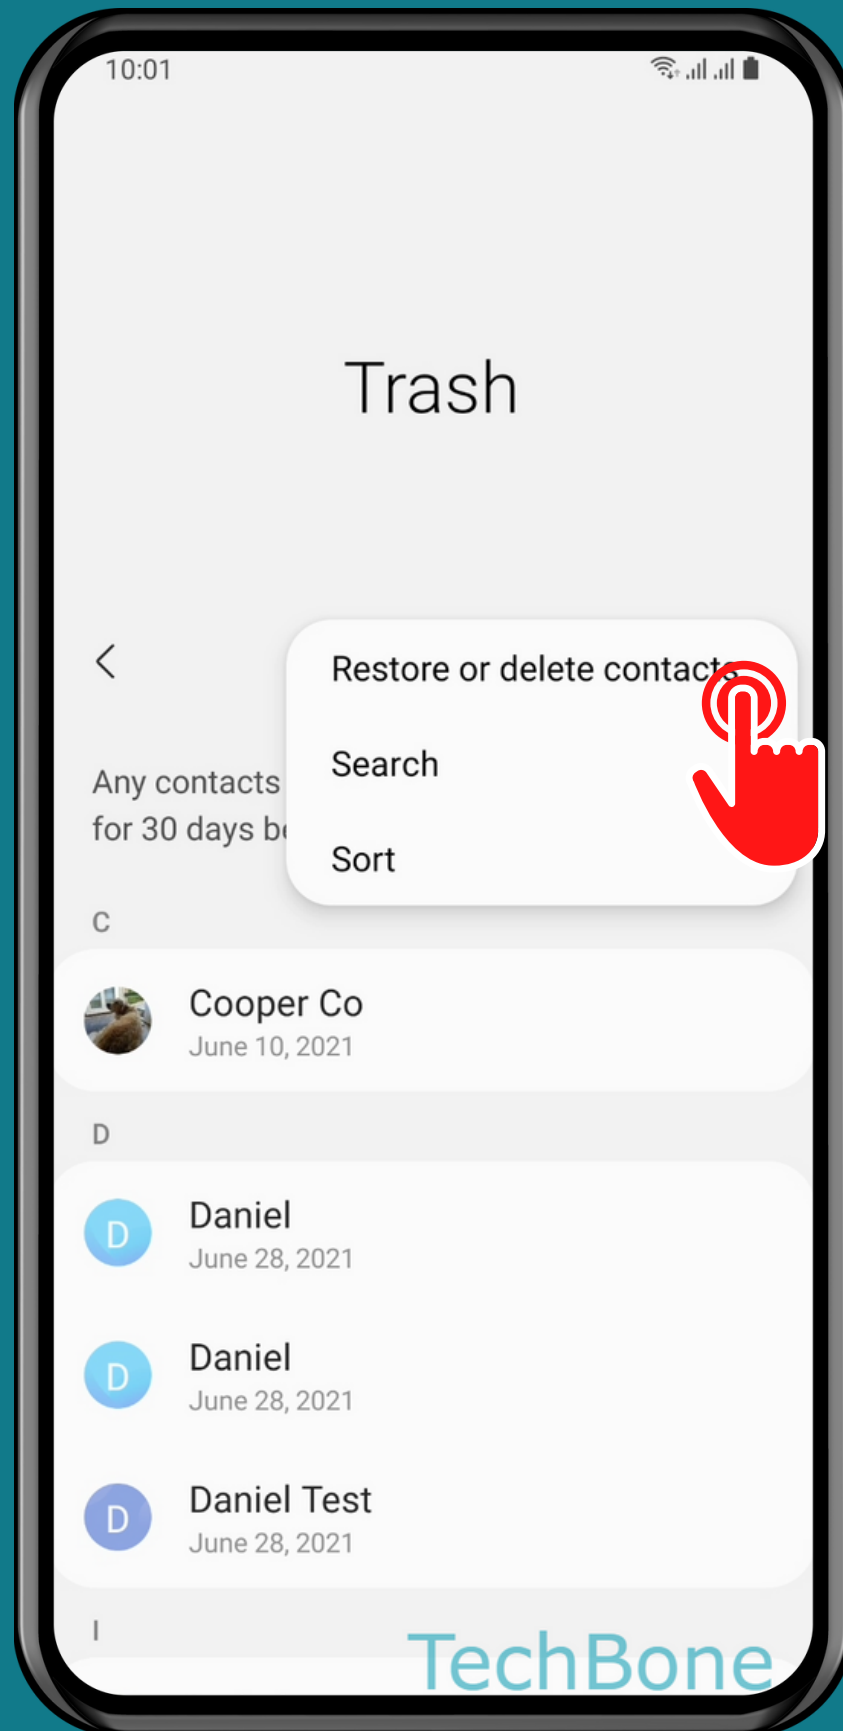 10:01
Trash
Restore or delete contacts
Search
Sort
Any contacts
for 30 days
C
Cooper Co
June 10, 2021
D
D
Daniel
June 28, 2021
D
Daniel
June 28, 2021
D
Daniel Test
June 28, 2021
I
TechBone